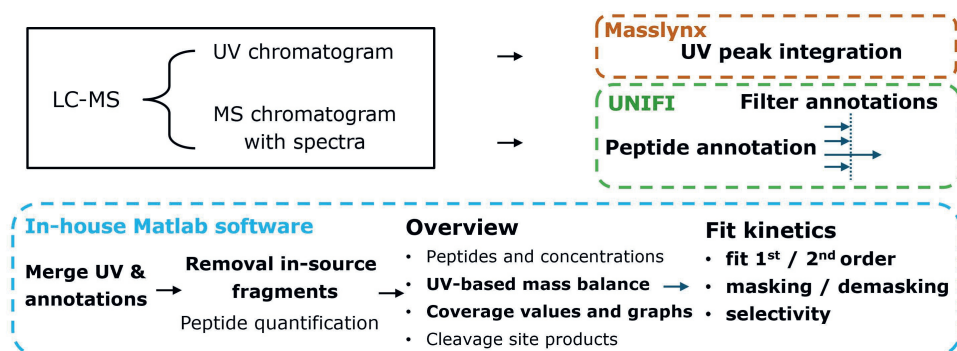 LC-MS
UV chromatogram
MS chromatogram
with spectra
Masslynx
UV peak integration
UNIFI
Filter annotations
Peptide annotation
In-house Matlab software
Merge UV &
annotations
Removal in-source
fragments
Peptide quantification
Overview
• Peptides and concentrations
• UV-based mass balance
• Coverage values and graphs
• Cleavage site products
Fit kinetics
• fit 1st / 2nd order
• masking / demasking
• selectivity